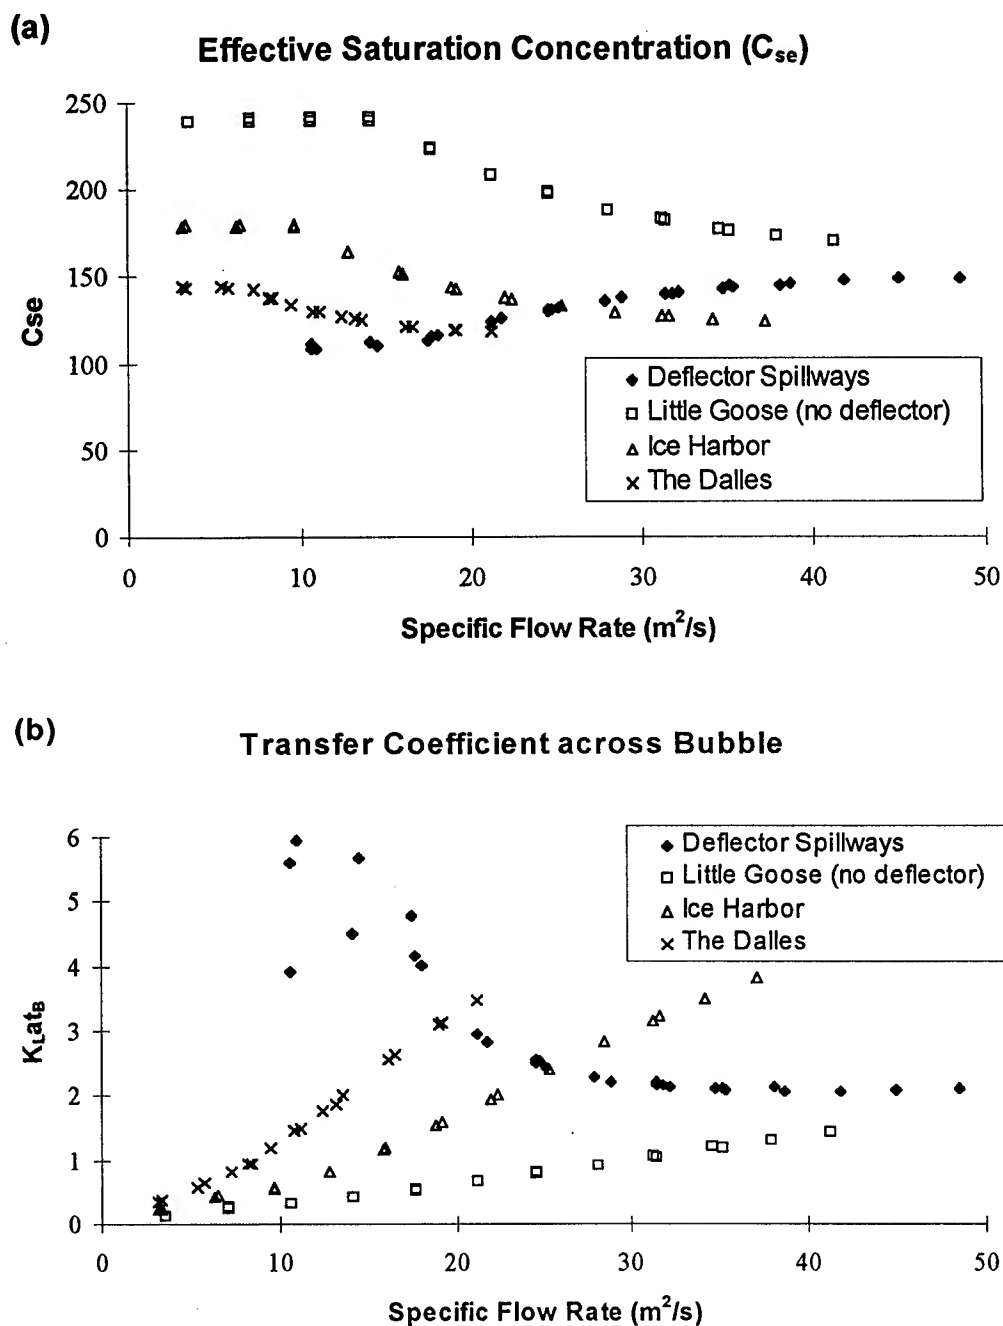 (a)
Effective Saturation Concentration (Cse)
250
200
150
100
50
0
Cse
0 10 20 30 40 50
Specific Flow Rate (m²/s)
Deflector Spillways
Little Goose (no deflector)
Ice Harbor
The Dalles
(b)
Transfer Coefficient across Bubble
6
5
4
3
2
1
0
KLatB
0 10 20 30 40 50
Specific Flow Rate (m²/s)
Deflector Spillways
Little Goose (no deflector)
Ice Harbor
The Dalles